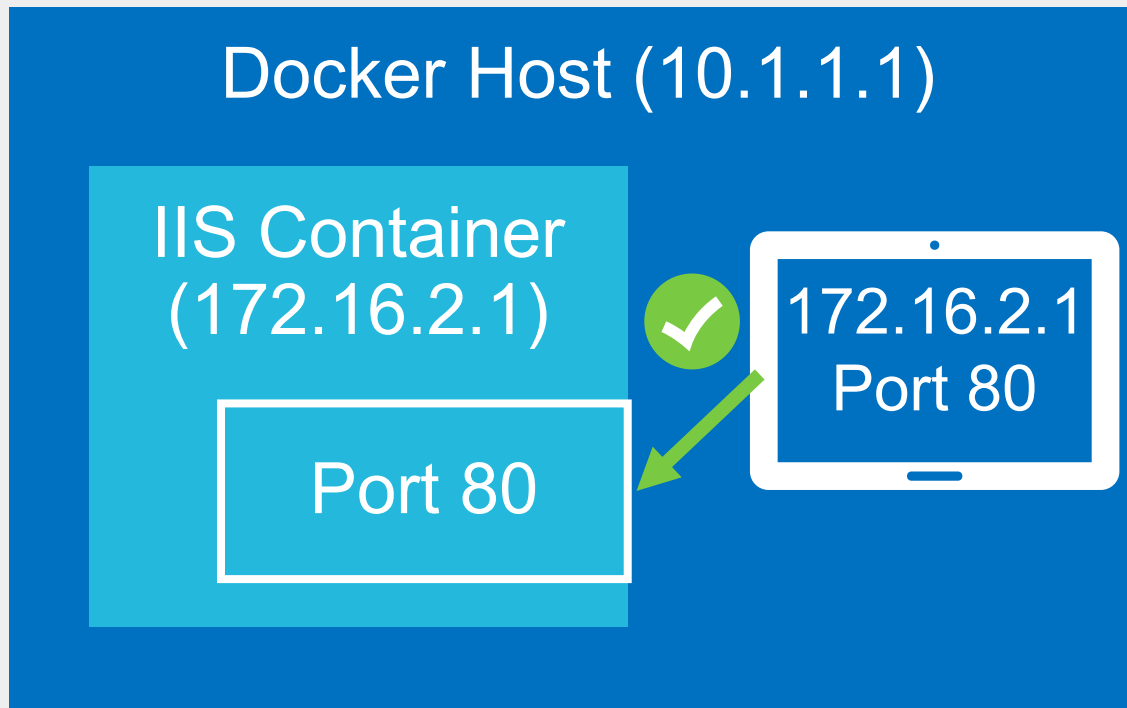 Docker Host (10.1.1.1)
IIS Container
(172.16.2.1)
172.16.2.1
Port 80
Port 80